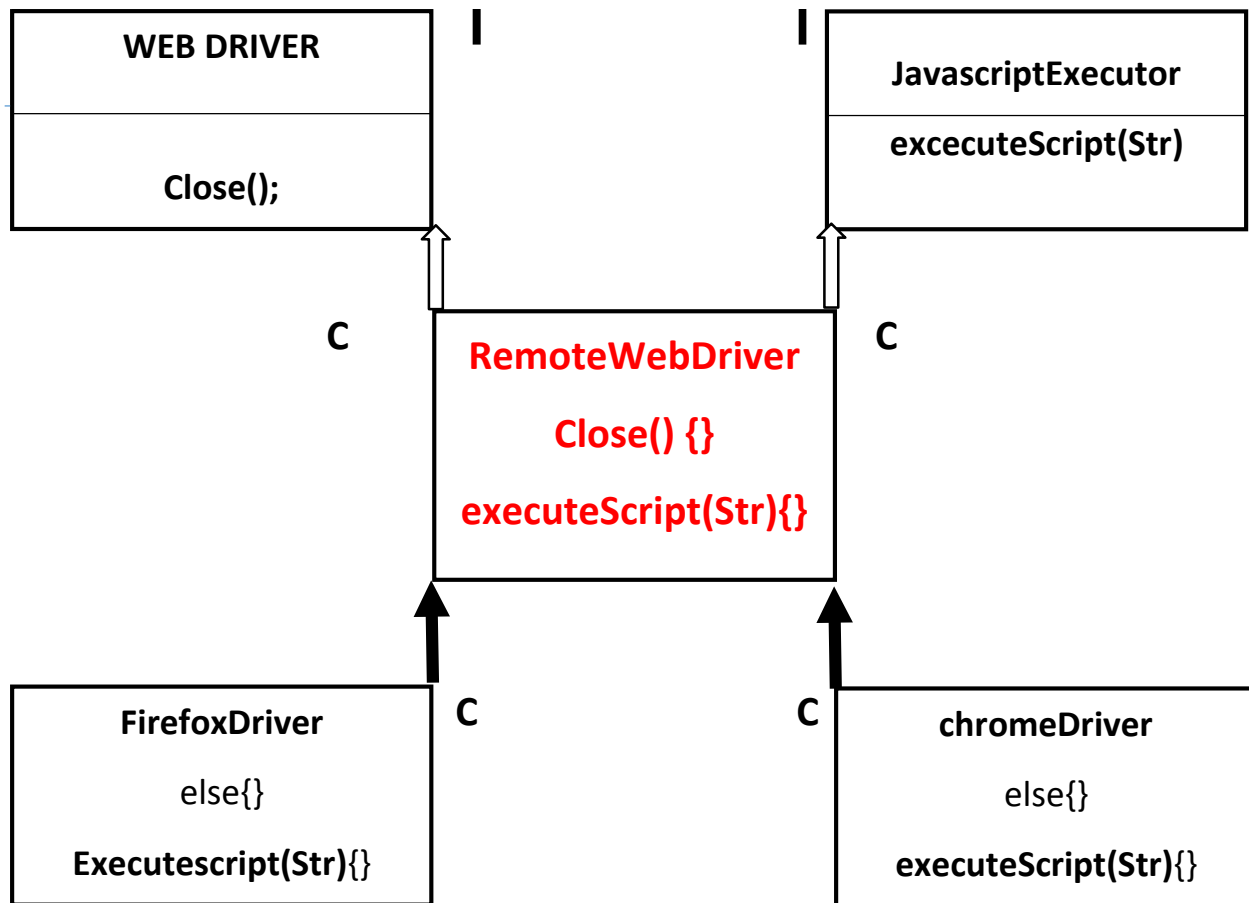 WEB DRIVER
I
I
JavascriptExecutor
Close();
excecuteScript(Str)
C
C
RemoteWebDriver
Close() {}
executeScript(Str){}
FirefoxDriver
C
C
chromeDriver
else{}
else{}
Executescript(Str){}
executeScript(Str){}